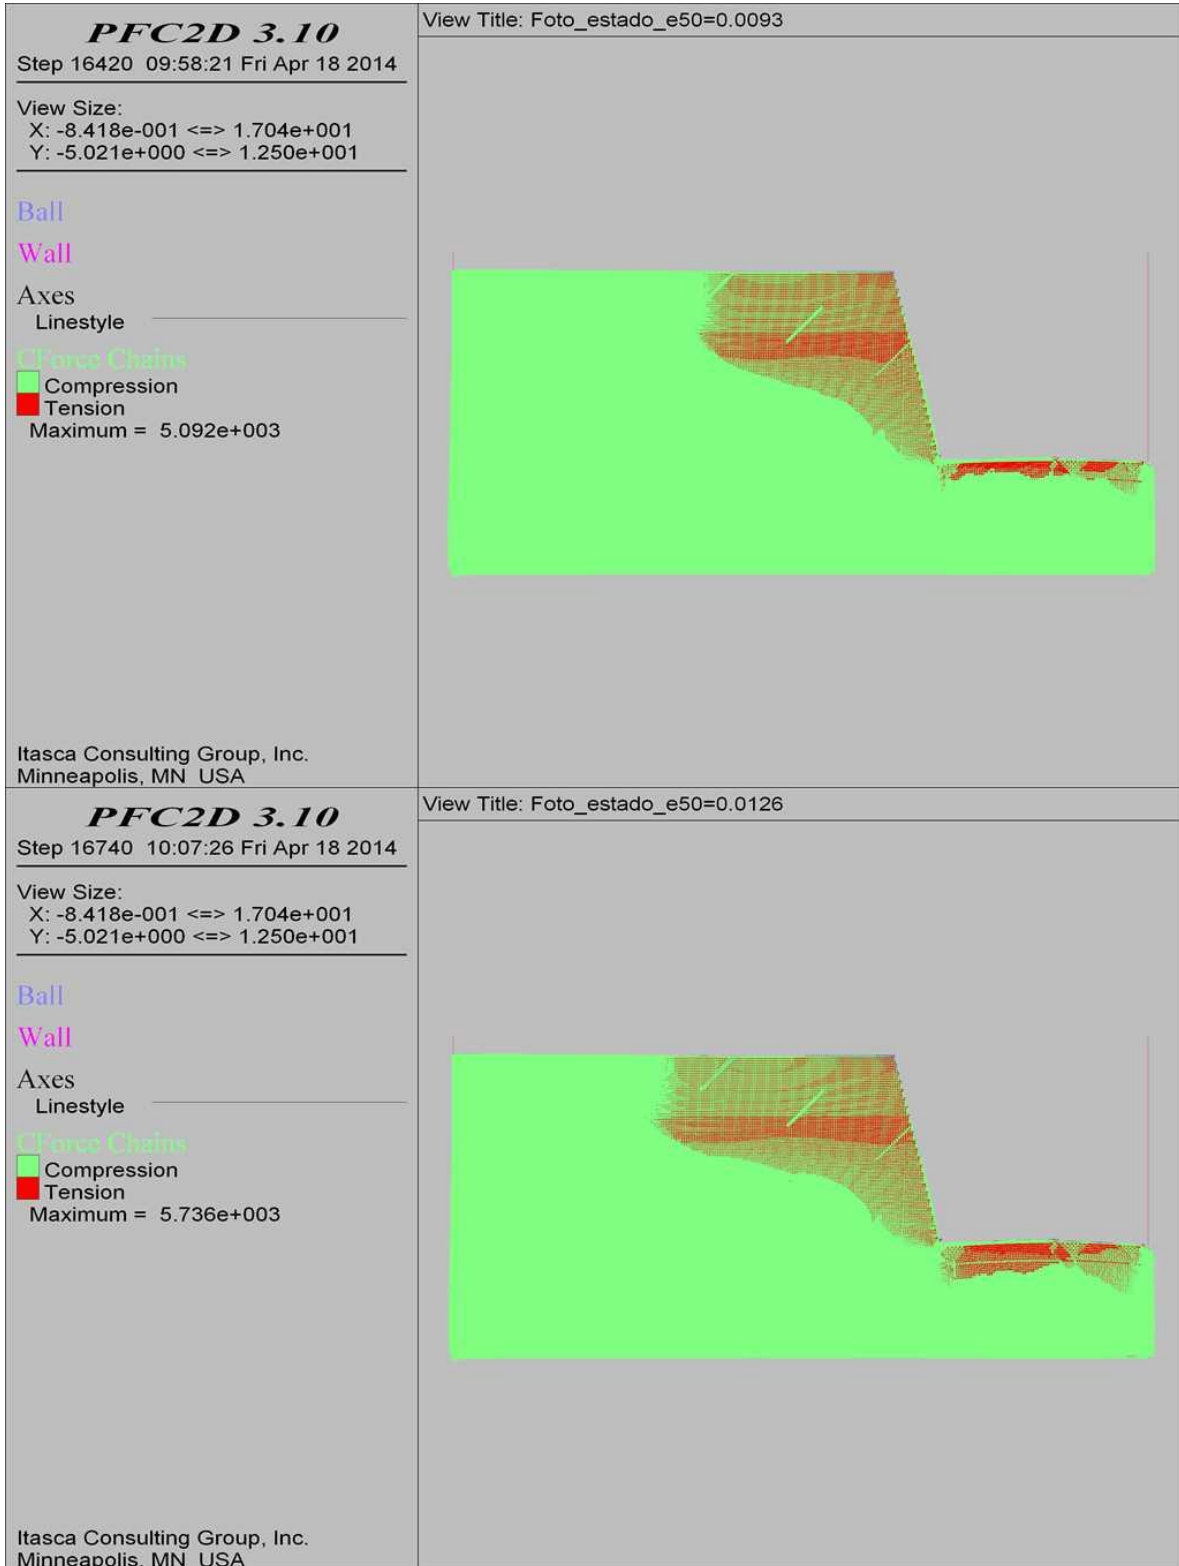 PFC2D 3.10
Step 16420 09:58:21 Fri Apr 18 2014
View Size:
X: -8.418e-001 <=> 1.704e+001
Y: -5.021e+000 <=> 1.250e+001
Ball
Wall
Axes
Linestyle
CForce Chains
Compression
Tension
Maximum = 5.092e+003
Itasca Consulting Group, Inc.
Minneapolis, MN USA
View Title: Foto_estado_e50=0.0093
PFC2D 3.10
Step 16740 10:07:26 Fri Apr 18 2014
View Size:
X: -8.418e-001 <=> 1.704e+001
Y: -5.021e+000 <=> 1.250e+001
Ball
Wall
Axes
Linestyle
CForce Chains
Compression
Tension
Maximum = 5.736e+003
Itasca Consulting Group, Inc.
Minneapolis, MN USA
View Title: Foto_estado_e50=0.0126